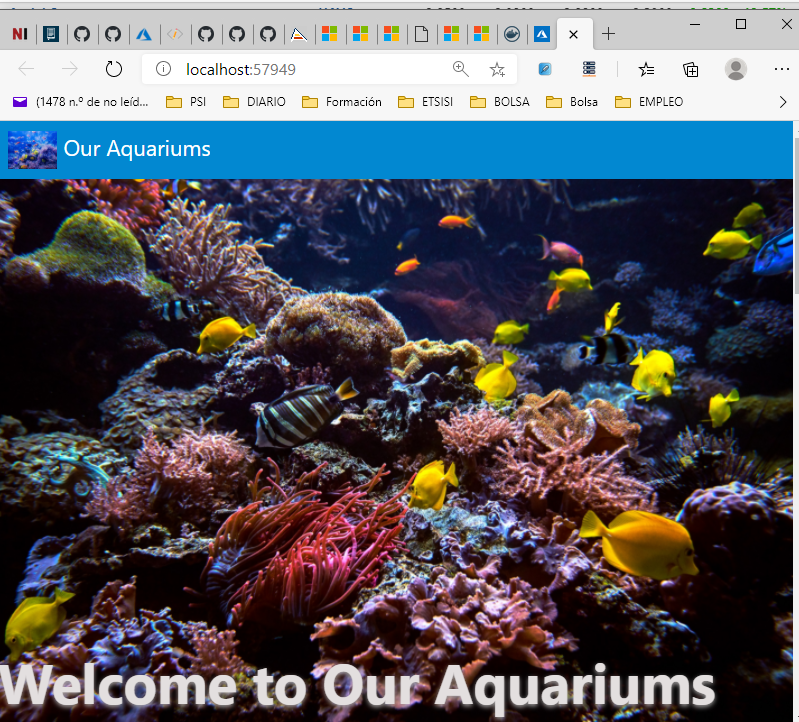 NI
localhost:57949
(1478 n.º de no leíd... PSI DIARIO Formación ETSISI BOLSA Bolsa EMPLEO
Our Aquariums
Welcome to Our Aquariums